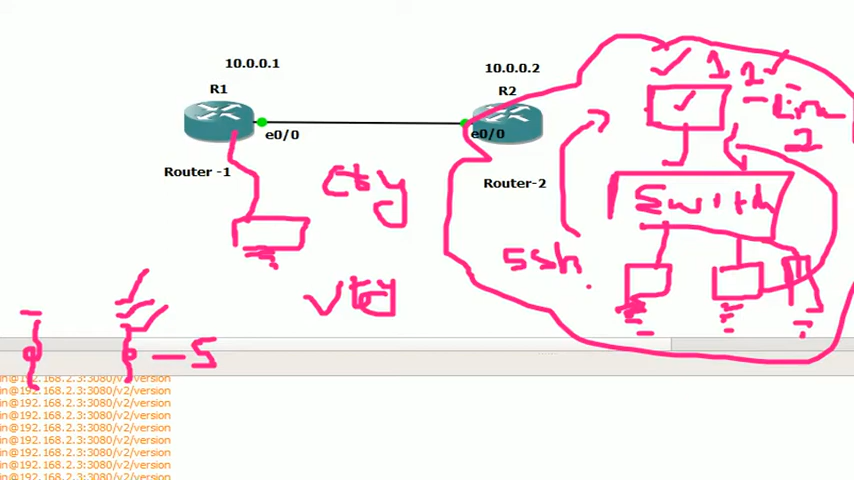 10.0.0.1
R1
e0/0
Router -1
10.0.0.2
R2
e0/0
Router-2
cty
vty
ssh
Switch
S
in@192.168.2.3:3080/v2/version
in@192.168.2.3:3080/v2/version
in@192.168.2.3:3080/v2/version
in@192.168.2.3:3080/v2/version
in@192.168.2.3:3080/v2/version
in@192.168.2.3:3080/v2/version
in@192.168.2.3:3080/v2/version
in@192.168.2.3:3080/v2/version